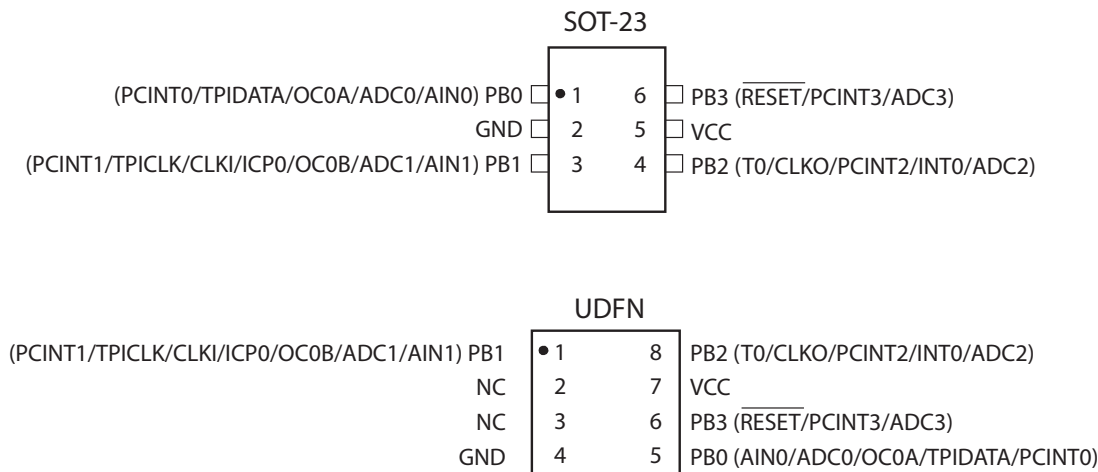 SOT-23
(PCINT0/TPIDATA/OC0A/ADC0/AIN0) PB0 1 6 PB3 (RESET/PCINT3/ADC3)
GND 2 5 VCC
(PCINT1/TPICLK/CLKI/ICP0/OC0B/ADC1/AIN1) PB1 3 4 PB2 (T0/CLKO/PCINT2/INT0/ADC2)
UDFN
(PCINT1/TPICLK/CLKI/ICP0/OC0B/ADC1/AIN1) PB1 1 8 PB2 (T0/CLKO/PCINT2/INT0/ADC2)
NC 2 7 VCC
NC 3 6 PB3 (RESET/PCINT3/ADC3)
GND 4 5 PB0 (AIN0/ADC0/OC0A/TPIDATA/PCINT0)